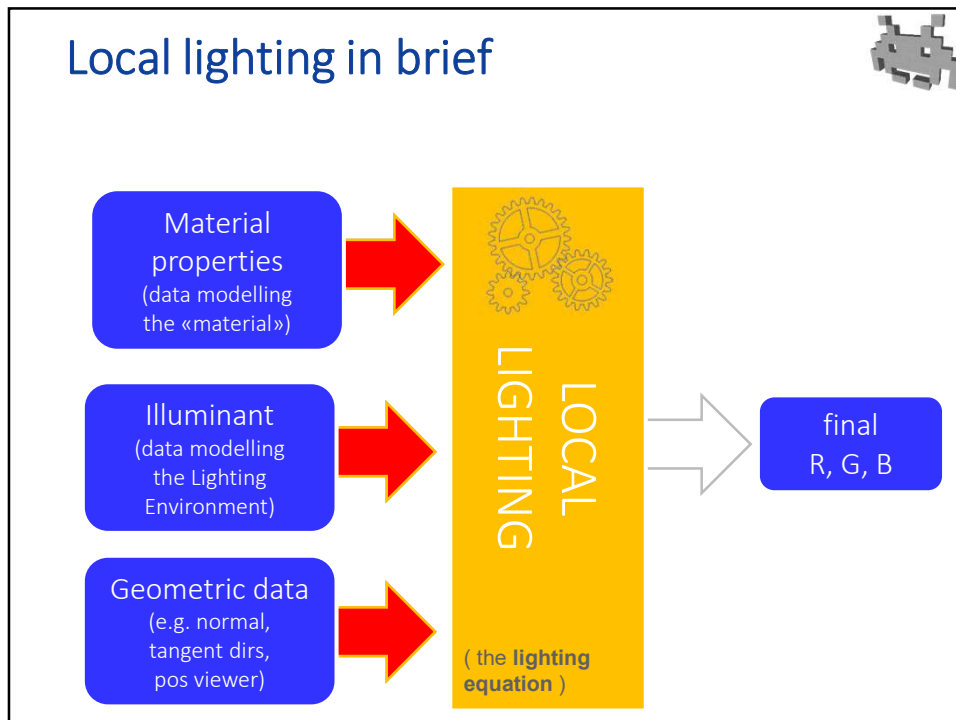 Local lighting in brief
Material
properties
(data modelling
the «material»)
Illuminant
(data modelling
the Lighting
Environment)
Geometric data
(e.g. normal,
tangent dirs,
pos viewer)
LOCAL
LIGHTING
( the lighting
equation )
final
R, G, B